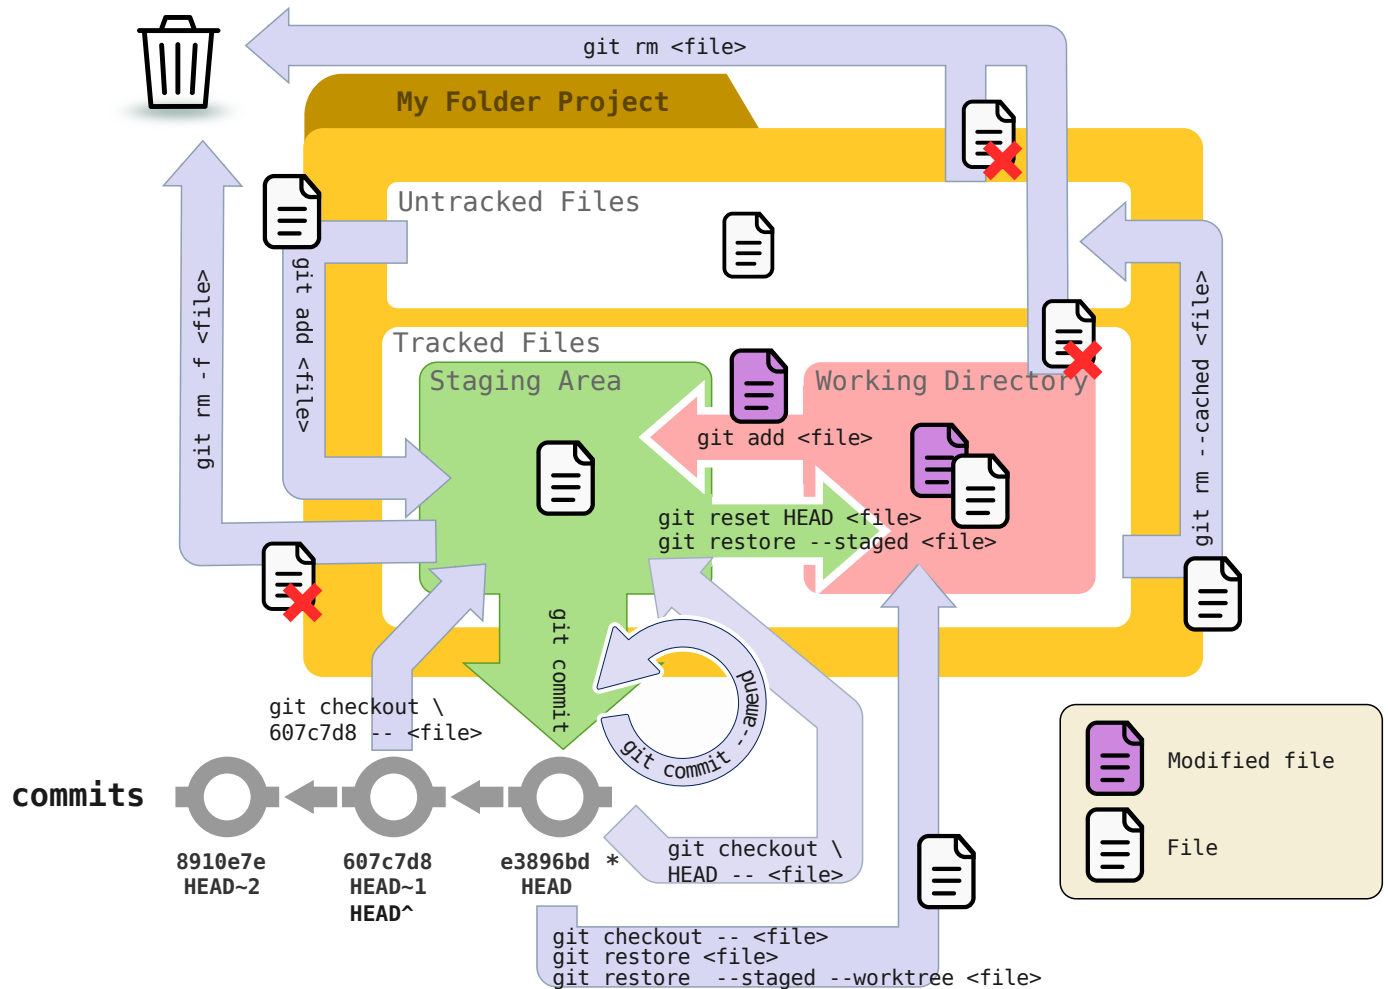 git rm <file>
My Folder Project
Untracked Files
git add <file>
git rm -f <file>
git rm --cached <file>
Tracked Files
Staging Area
Working Directory
git add <file>
git reset HEAD <file>
git restore --staged <file>
git commit
git commit --amend
git checkout \
607c7d8 -- <file>
commits
8910e7e
HEAD~2
607c7d8
HEAD~1
HEAD^
e3896bd *
HEAD
git checkout \
HEAD -- <file>
git checkout -- <file>
git restore <file>
git restore  --staged --worktree <file>
Modified file
File